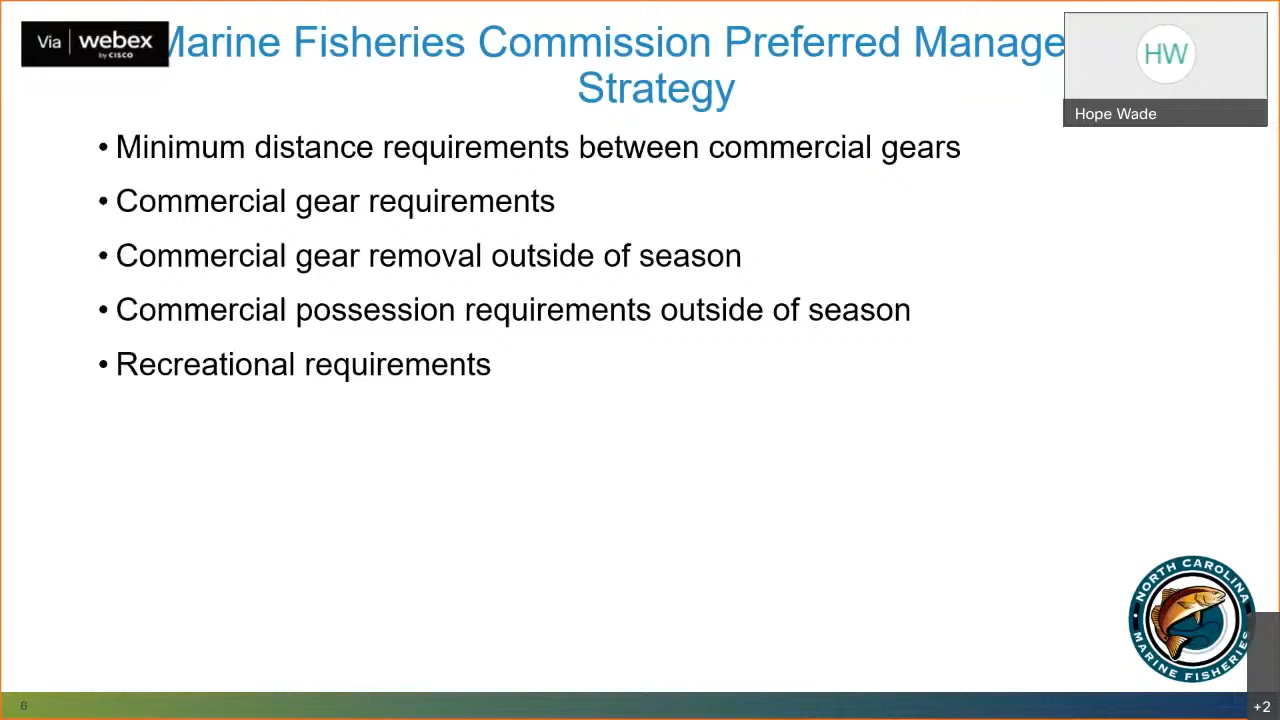 Via webex
by CISCO
Marine Fisheries Commission Preferred Manage
Strategy
HW
Hope Wade
• Minimum distance requirements between commercial gears
• Commercial gear requirements
• Commercial gear removal outside of season
• Commercial possession requirements outside of season
• Recreational requirements
NORTH CAROLINA
MARINE FISHERIES
6
+2